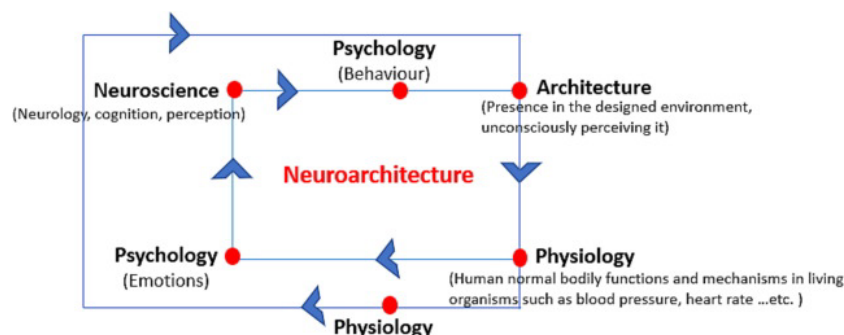 Psychology
(Behaviour)
Neuroscience
(Neurology, cognition, perception)
Architecture
(Presence in the designed environment,
unconsciously perceiving it)
Neuroarchitecture
Psychology
(Emotions)
Physiology
(Human normal bodily functions and mechanisms in living
organisms such as blood pressure, heart rate ...etc. )
Physiology